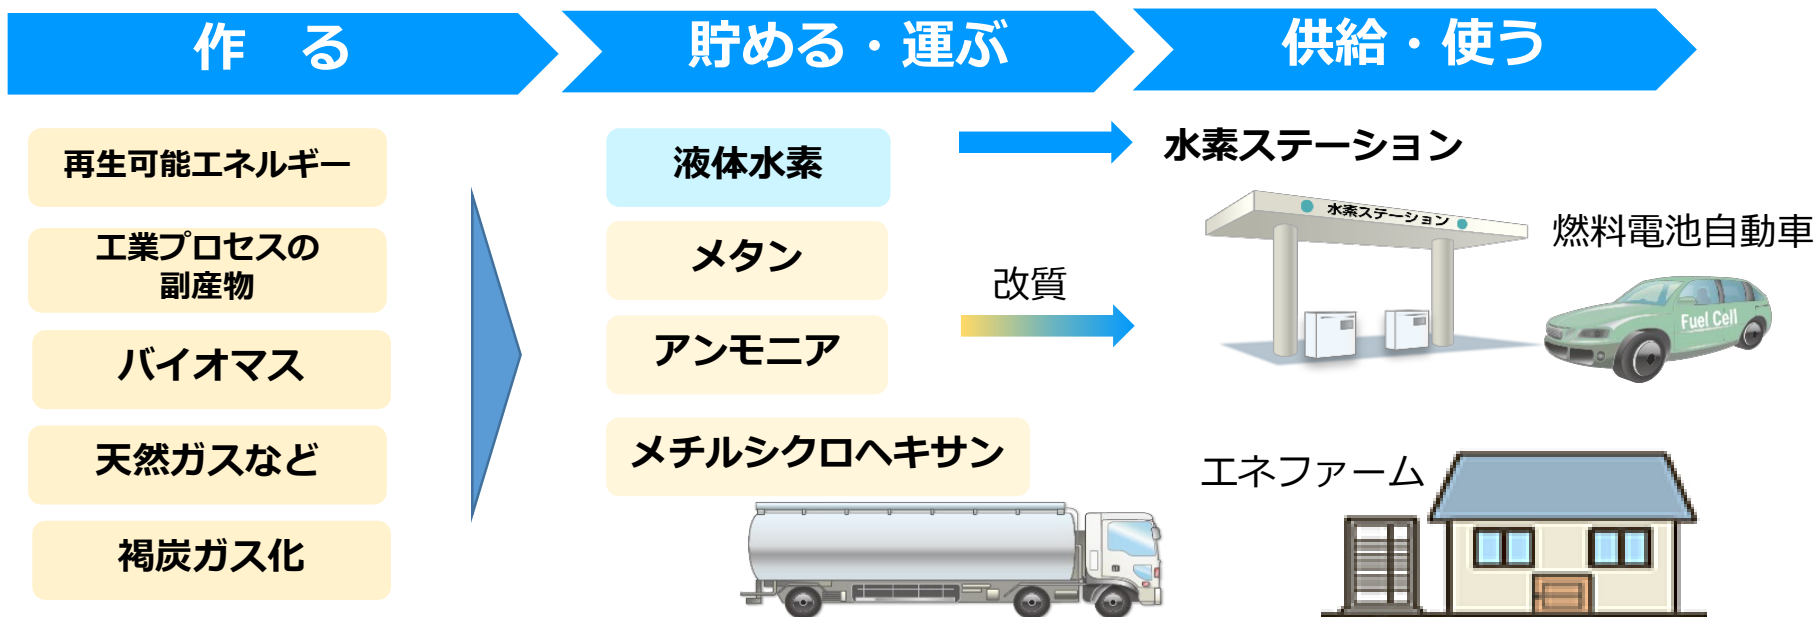 作　る
貯める・運ぶ
供給・使う
再生可能エネルギー
工業プロセスの
副産物
バイオマス
天然ガスなど
褐炭ガス化
液体水素
メタン
アンモニア
メチルシクロヘキサン
改質
水素ステーション
水素ステーション
燃料電池自動車
Fuel Cell
エネファーム